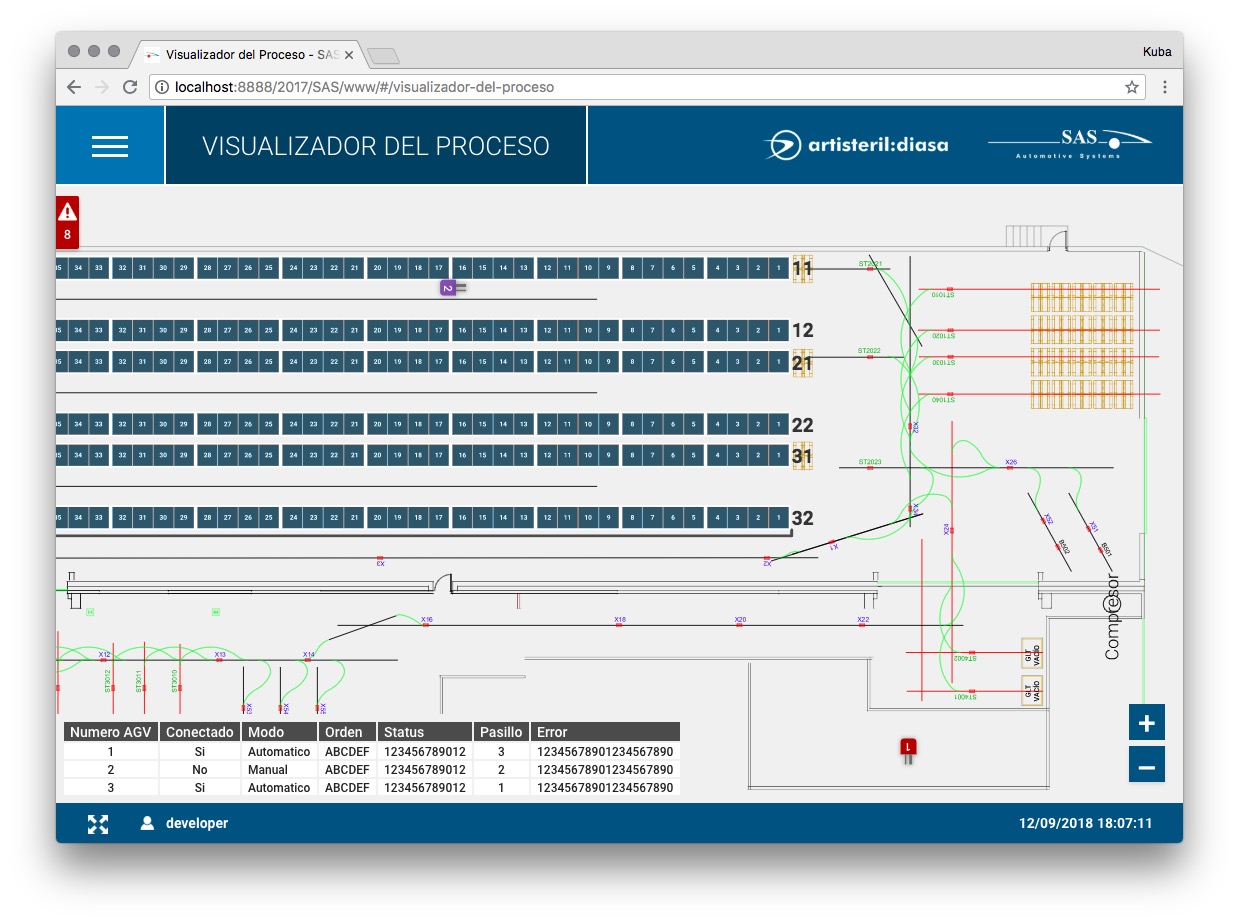 Visualizador del Proceso - SAS
Kuba
localhost:8888/2017/SAS/www/#/visualizador-del-proceso
VISUALIZADOR DEL PROCESO
artisteril:diasa
SAS
Automotive Systems
8
35 34 33 32 31 30 29 28 27 26 25 24 23 22 21 20 19 18 17 16 15 14 13 12 11 10 9 8 7 6 5 4 3 2 1 11
ST2021
2
ST1010
35 34 33 32 31 30 29 28 27 26 25 24 23 22 21 20 19 18 17 16 15 14 13 12 11 10 9 8 7 6 5 4 3 2 1 12
ST1020
35 34 33 32 31 30 29 28 27 26 25 24 23 22 21 20 19 18 17 16 15 14 13 12 11 10 9 8 7 6 5 4 3 2 1 21
ST2022
ST1030
ST1040
35 34 33 32 31 30 29 28 27 26 25 24 23 22 21 20 19 18 17 16 15 14 13 12 11 10 9 8 7 6 5 4 3 2 1 22
35 34 33 32 31 30 29 28 27 26 25 24 23 22 21 20 19 18 17 16 15 14 13 12 11 10 9 8 7 6 5 4 3 2 1 31
ST2023
X26
35 34 33 32 31 30 29 28 27 26 25 24 23 22 21 20 19 18 17 16 15 14 13 12 11 10 9 8 7 6 5 4 3 2 1 32
X24
X52
X51
B502
B501
X3
X2
X1
Compresor
X16
X18
X20
X22
X12
X13
X14
ST3012
ST3011
ST3010
X53
X54
X55
ST4002
GLT VACIO
ST4001
GLT VACIO
Numero AGV Conectado Modo Orden Status Pasillo Error
1 Si Automatico ABCDEF 123456789012 3 12345678901234567890
2 No Manual ABCDEF 123456789012 2 12345678901234567890
3 Si Automatico ABCDEF 123456789012 1 12345678901234567890
1
+
−
developer
12/09/2018 18:07:11